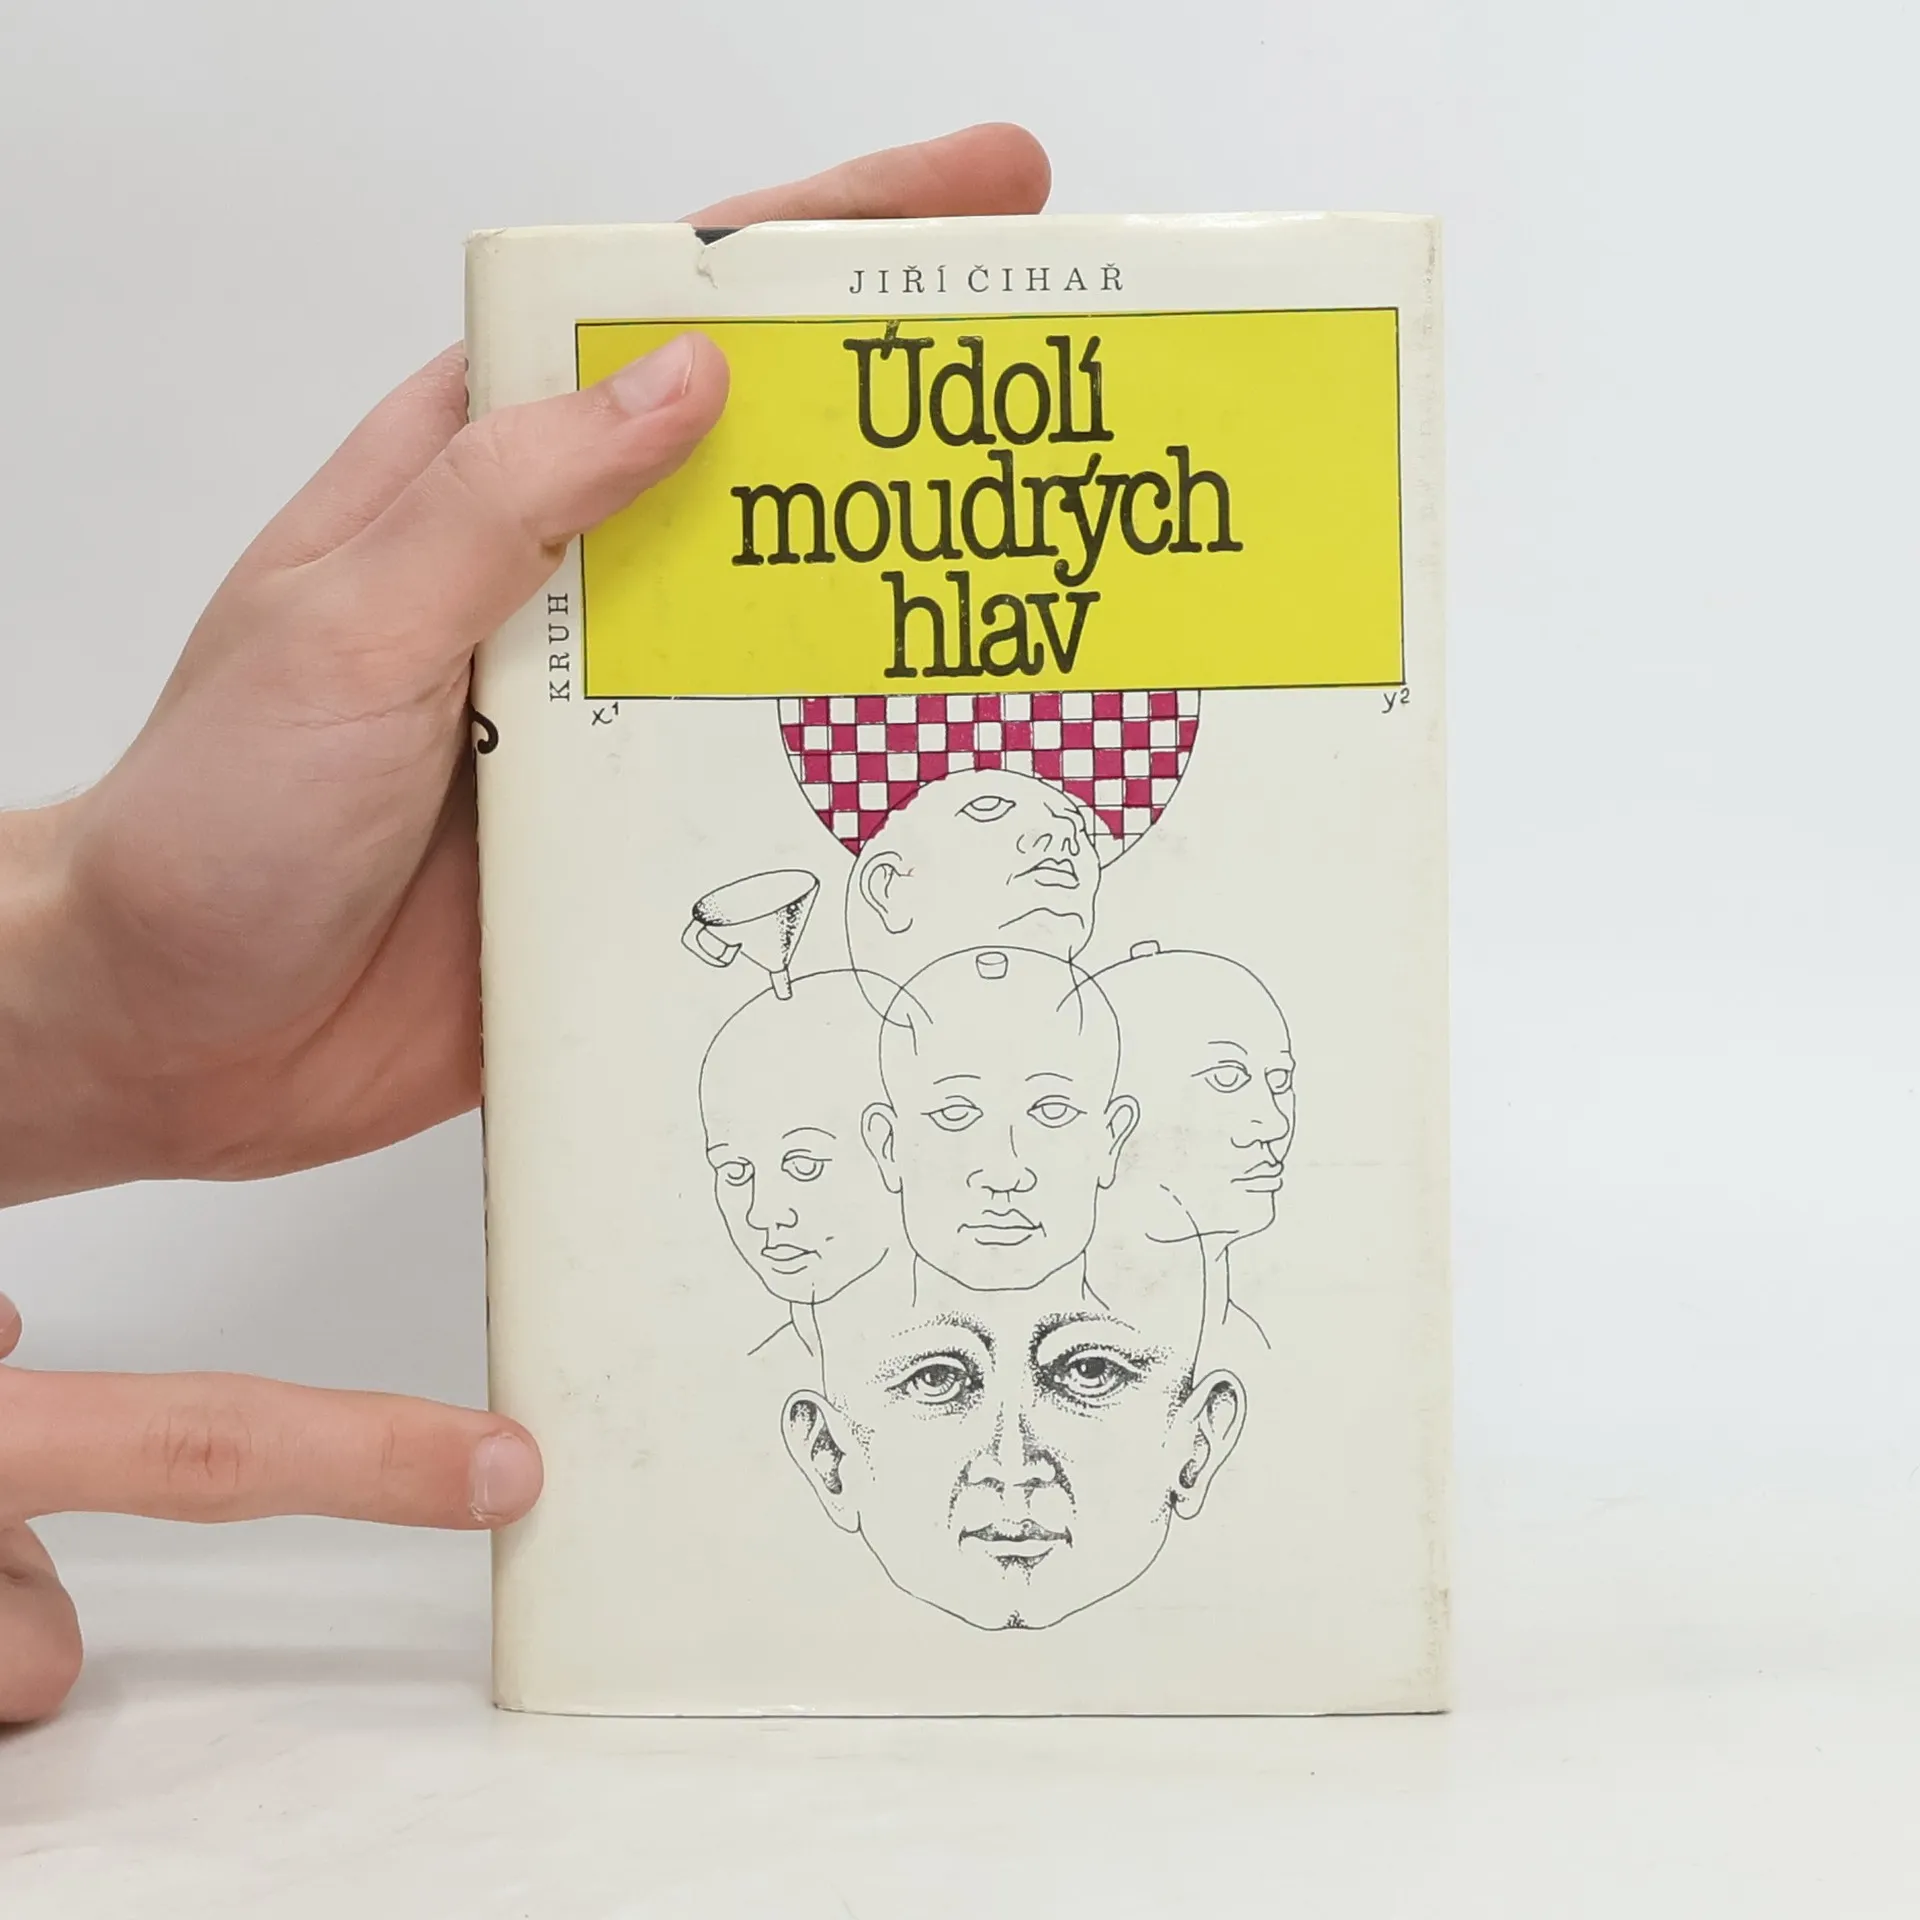 JIŘÍ ČIHAŘ
Údolí
moudrých
hlav
KRUH
x¹
y²